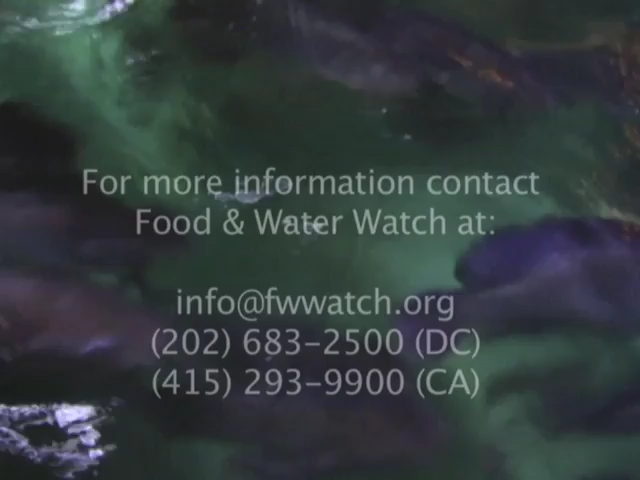 For more information contact
Food & Water Watch at:
info@fwwatch.org
(202) 683-2500 (DC)
(415) 293-9900 (CA)